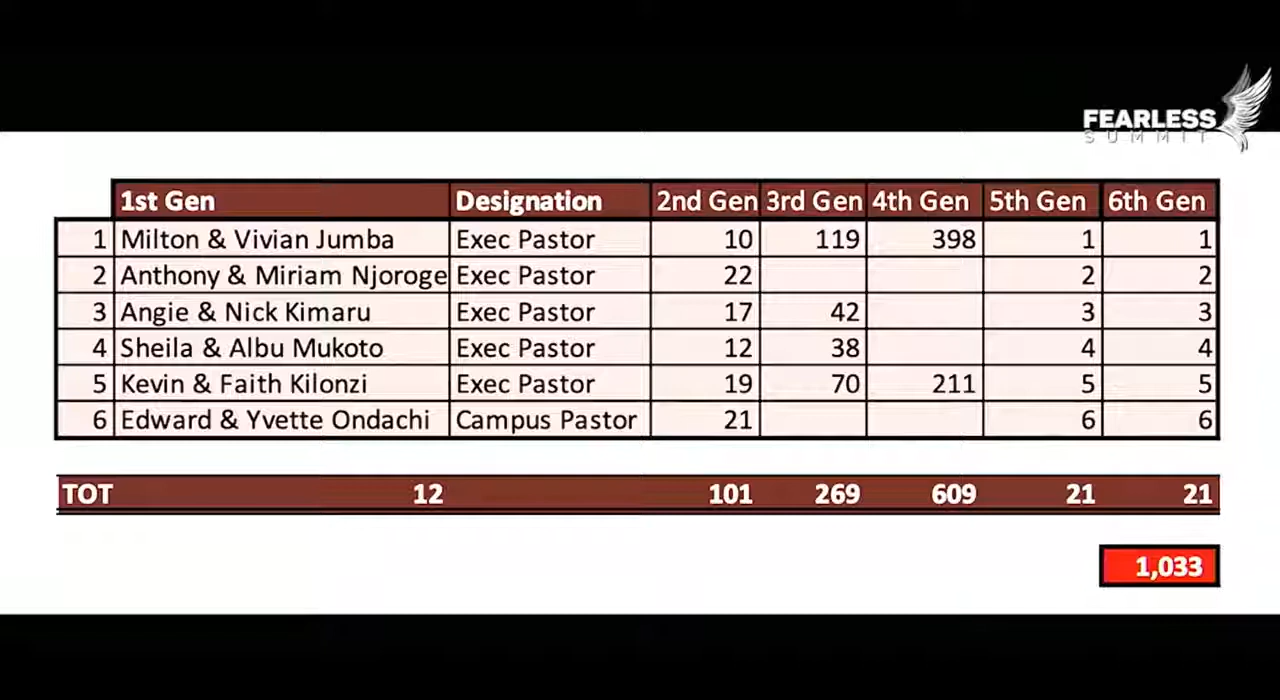 FEARLESS
SUMMIT
1st Gen Designation 2nd Gen 3rd Gen 4th Gen 5th Gen 6th Gen
1 Milton & Vivian Jumba Exec Pastor 10 119 398 1 1
2 Anthony & Miriam Njoroge Exec Pastor 22 2 2
3 Angie & Nick Kimaru Exec Pastor 17 42 3 3
4 Sheila & Albu Mukoto Exec Pastor 12 38 4 4
5 Kevin & Faith Kilonzi Exec Pastor 19 70 211 5 5
6 Edward & Yvette Ondachi Campus Pastor 21 6 6
TOT 12 101 269 609 21 21
1,033